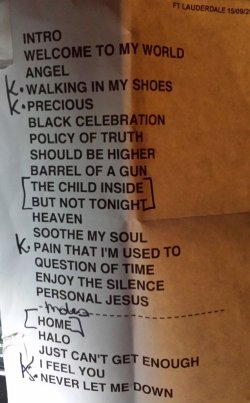 FT LAUDERDALE 15/09/2
INTRO
WELCOME TO MY WORLD
ANGEL
K • WALKING IN MY SHOES
K • PRECIOUS
BLACK CELEBRATION
POLICY OF TRUTH
SHOULD BE HIGHER
BARREL OF A GUN
[THE CHILD INSIDE
BUT NOT TONIGHT]
HEAVEN
SOOTHE MY SOUL
K • PAIN THAT I'M USED TO
QUESTION OF TIME
ENJOY THE SILENCE
PERSONAL JESUS
[HOME]
HALO
JUST CAN'T GET ENOUGH
K • I FEEL YOU
K • NEVER LET ME DOWN